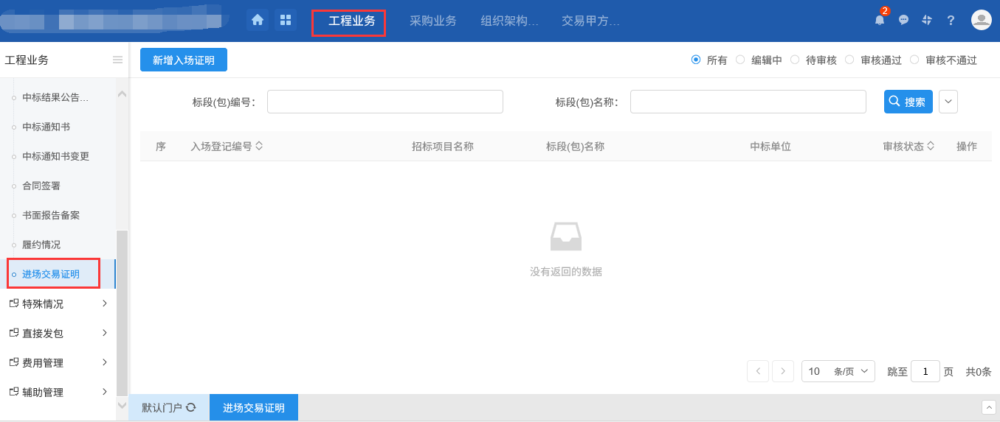 工程业务
采购业务
组织架构...
交易甲方...
2
?
工程业务
新增入场证明
所有
编辑中
待审核
审核通过
审核不通过
中标结果公告...
中标通知书
中标通知书变更
合同签署
书面报告备案
履约情况
进场交易证明
特殊情况
直接发包
费用管理
辅助管理
标段(包)编号:
标段(包)名称:
搜索
序
入场登记编号
招标项目名称
标段(包)名称
中标单位
审核状态
操作
没有返回的数据
10 条/页
跳至 1 页
共0条
默认门户
进场交易证明